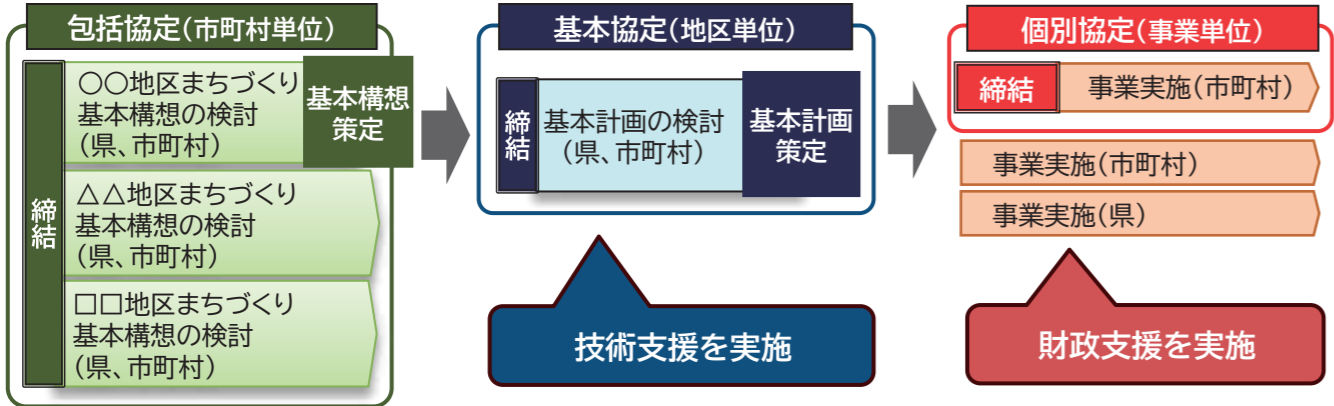 包括協定(市町村単位)
締結
○○地区まちづくり
基本構想の検討
(県、市町村)
基本構想
策定
△△地区まちづくり
基本構想の検討
(県、市町村)
□□地区まちづくり
基本構想の検討
(県、市町村)
基本協定(地区単位)
締結
基本計画の検討
(県、市町村)
基本計画
策定
技術支援を実施
個別協定(事業単位)
締結
事業実施(市町村)
事業実施(市町村)
事業実施(県)
財政支援を実施